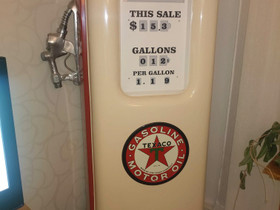 THIS SALE
$ 1 5 3
GALLONS
0 1 2
PER GALLON
1. 1 9
GASOLINE
TEXACO
MOTOR OIL